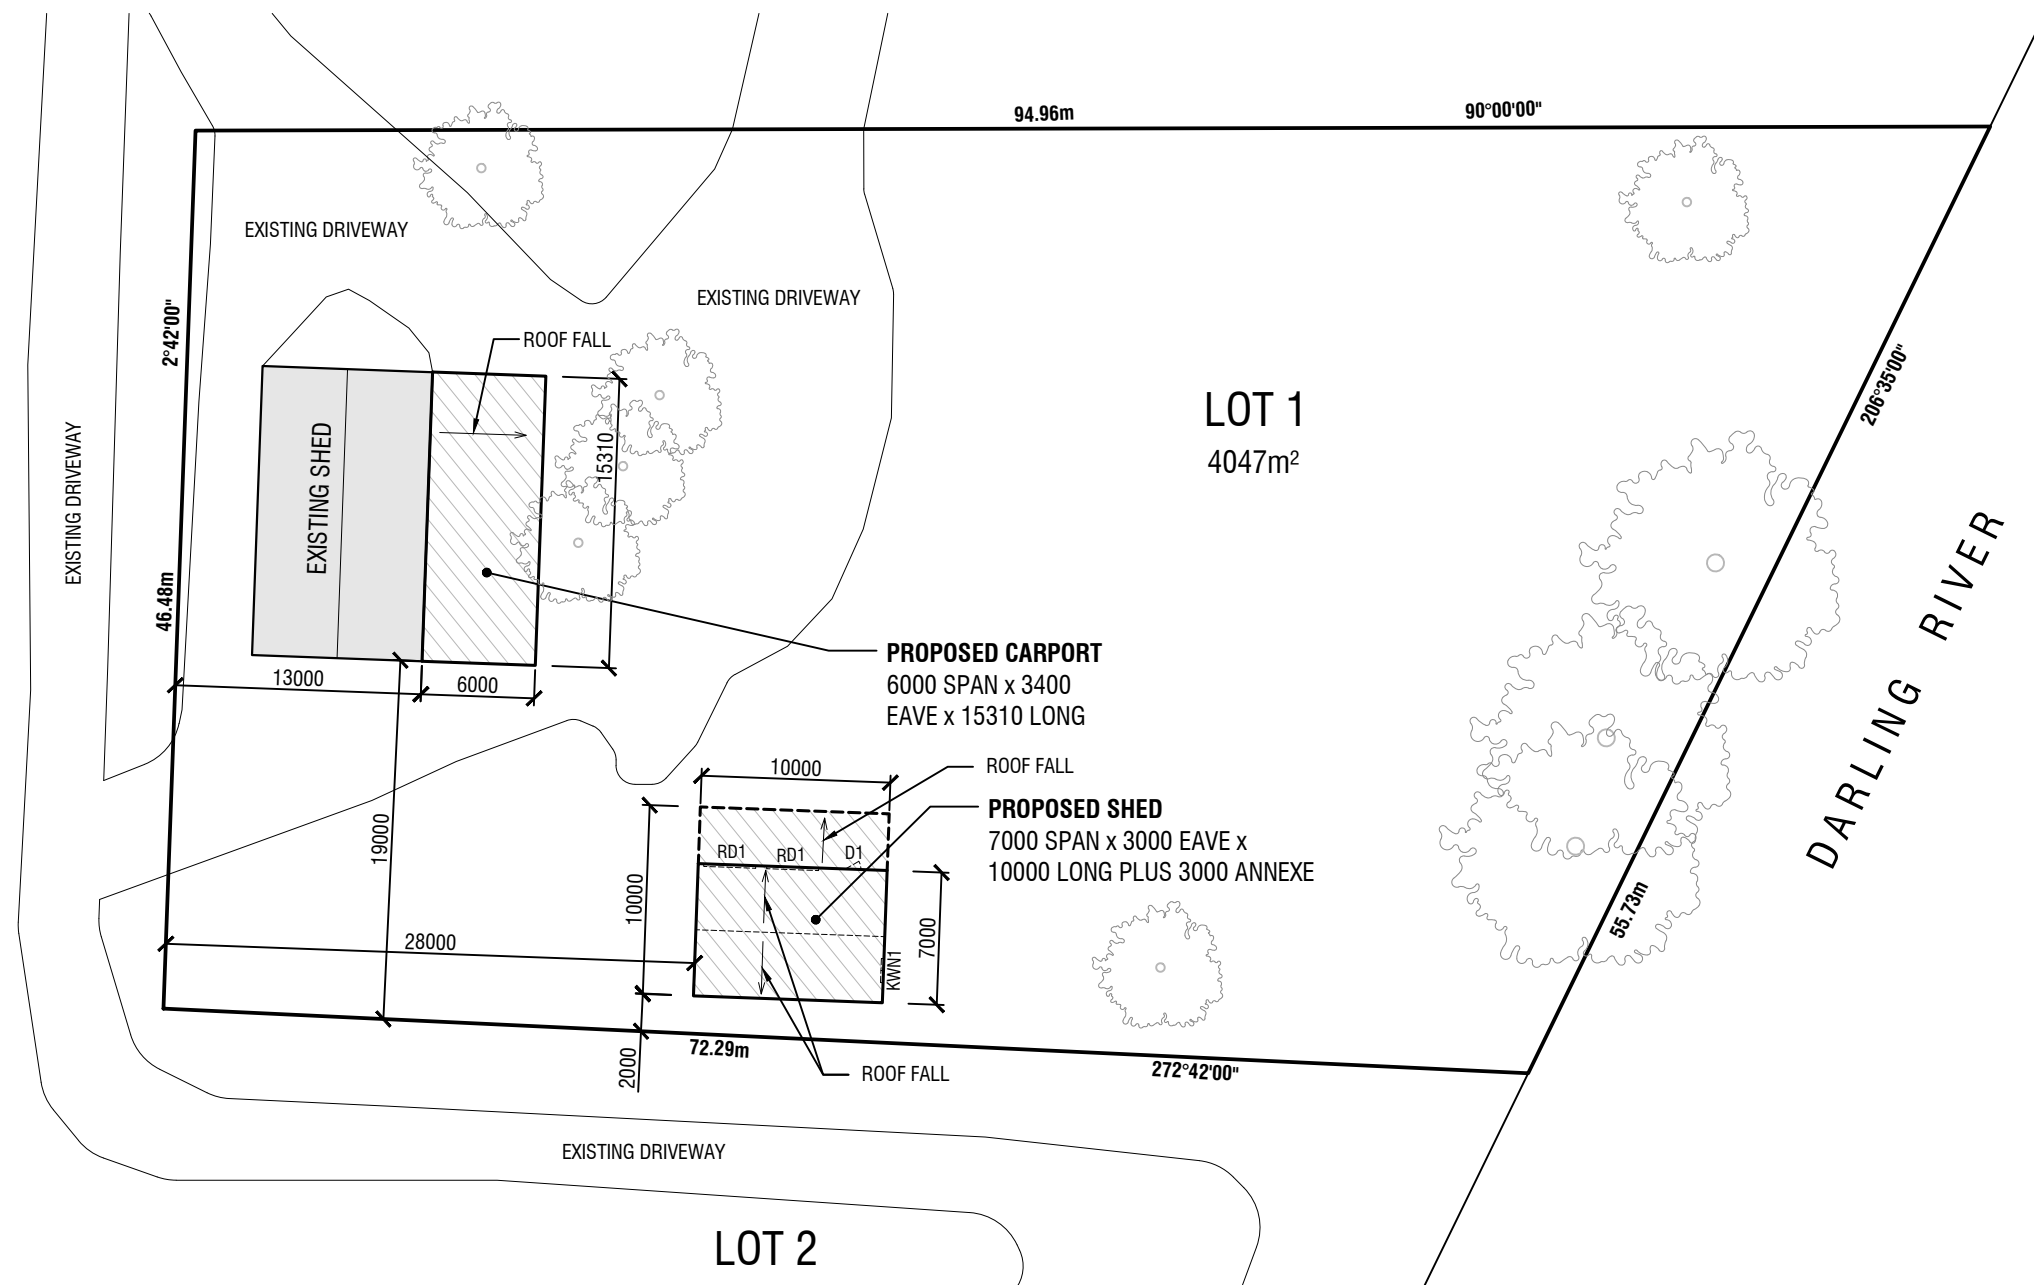 94.96m
90°00'00"
EXISTING DRIVEWAY
EXISTING DRIVEWAY
2°42'00"
ROOF FALL
206°35'00"
LOT 1
4047m²
15310
EXISTING SHED
EXISTING DRIVEWAY
46.48m
DARLING RIVER
PROPOSED CARPORT
6000 SPAN x 3400
EAVE x 15310 LONG
13000
6000
10000
ROOF FALL
PROPOSED SHED
7000 SPAN x 3000 EAVE x
10000 LONG PLUS 3000 ANNEXE
19000
RD1
RD1
D1
10000
7000
KWN1
55.73m
28000
72.29m
2000
ROOF FALL
272°42'00"
EXISTING DRIVEWAY
LOT 2